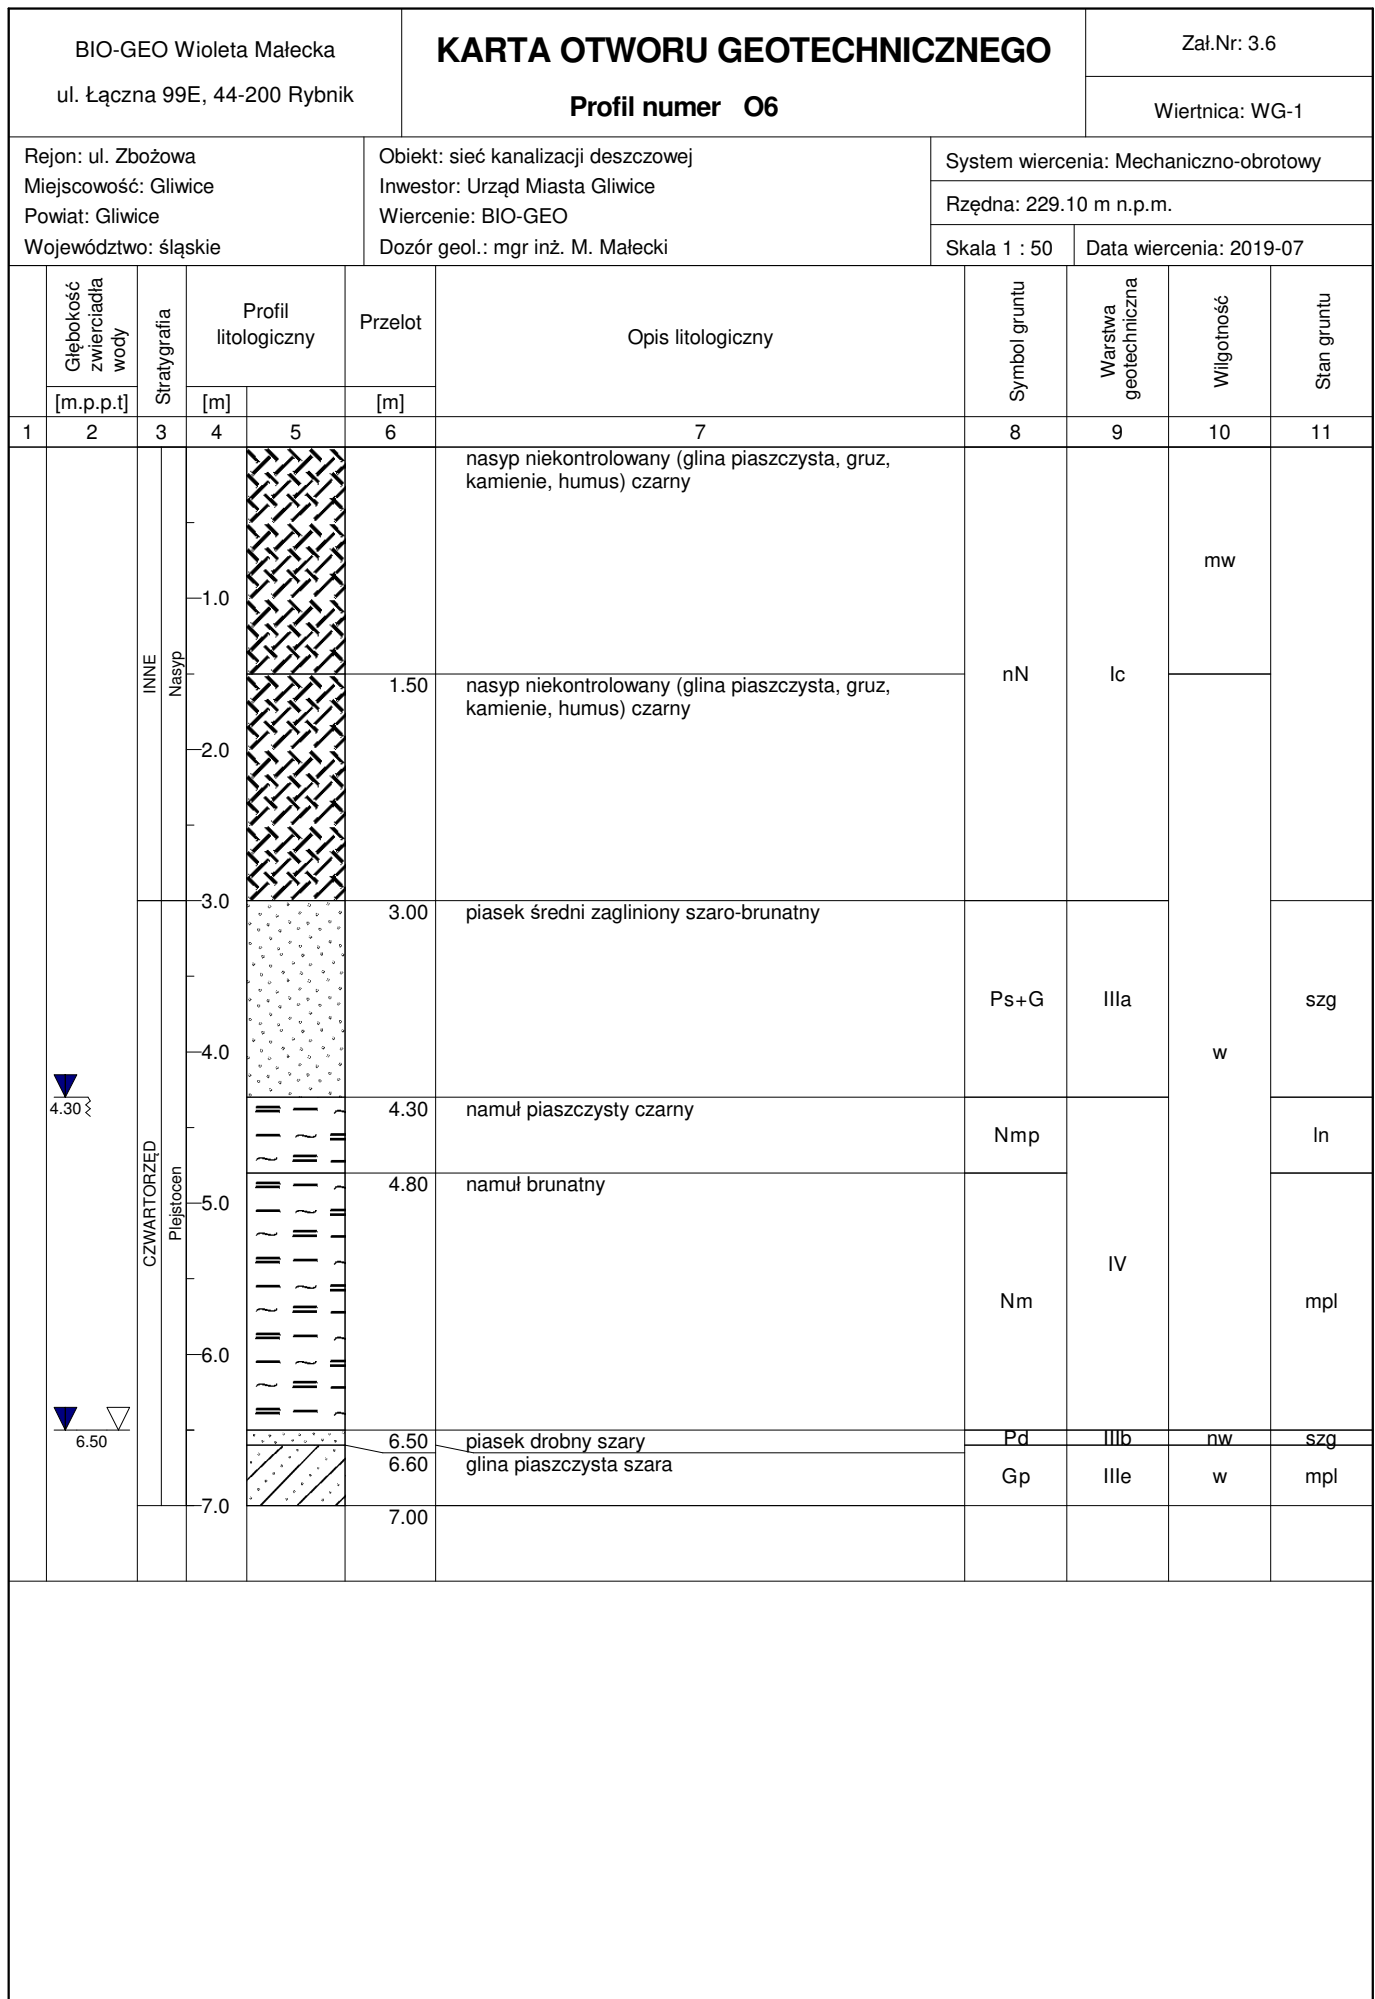 BIO-GEO Wioleta Małecka
ul. Łączna 99E, 44-200 Rybnik
KARTA OTWORU GEOTECHNICZNEGO
Profil numer O6
Zał.Nr: 3.6
Wiertnica: WG-1
Rejon: ul. Zbożowa
Miejscowość: Gliwice
Powiat: Gliwice
Województwo: śląskie
Obiekt: sieć kanalizacji deszczowej
Inwestor: Urząd Miasta Gliwice
Wiercenie: BIO-GEO
Dozór geol.: mgr inż. M. Małecki
System wiercenia: Mechaniczno-obrotowy
Rzędna: 229.10 m n.p.m.
Skala 1 : 50
Data wiercenia: 2019-07
Głębokość
zwierciadła
wody
[m.p.p.t]
Stratygrafia
Profil
litologiczny
[m]
Przelot
[m]
Opis litologiczny
Symbol gruntu
Warstwa
geotechniczna
Wilgotność
Stan gruntu
1 2 3 4 5 6 7 8 9 10 11
nasyp niekontrolowany (glina piaszczysta, gruz,
kamienie, humus) czarny
mw
1.0
INNE
Nasyp
nN
Ic
1.50
nasyp niekontrolowany (glina piaszczysta, gruz,
kamienie, humus) czarny
2.0
3.0
3.00
piasek średni zagliniony szaro-brunatny
Ps+G
IIIa
szg
4.0
w
4.30
4.30
namuł piaszczysty czarny
Nmp
ln
CZWARTORZĘD
Plejstocen
4.80
namuł brunatny
5.0
IV
Nm
mpl
6.0
6.50
6.50
piasek drobny szary
Pd
IIIb
nw
szg
6.60
glina piaszczysta szara
Gp
IIIe
w
mpl
7.0
7.00